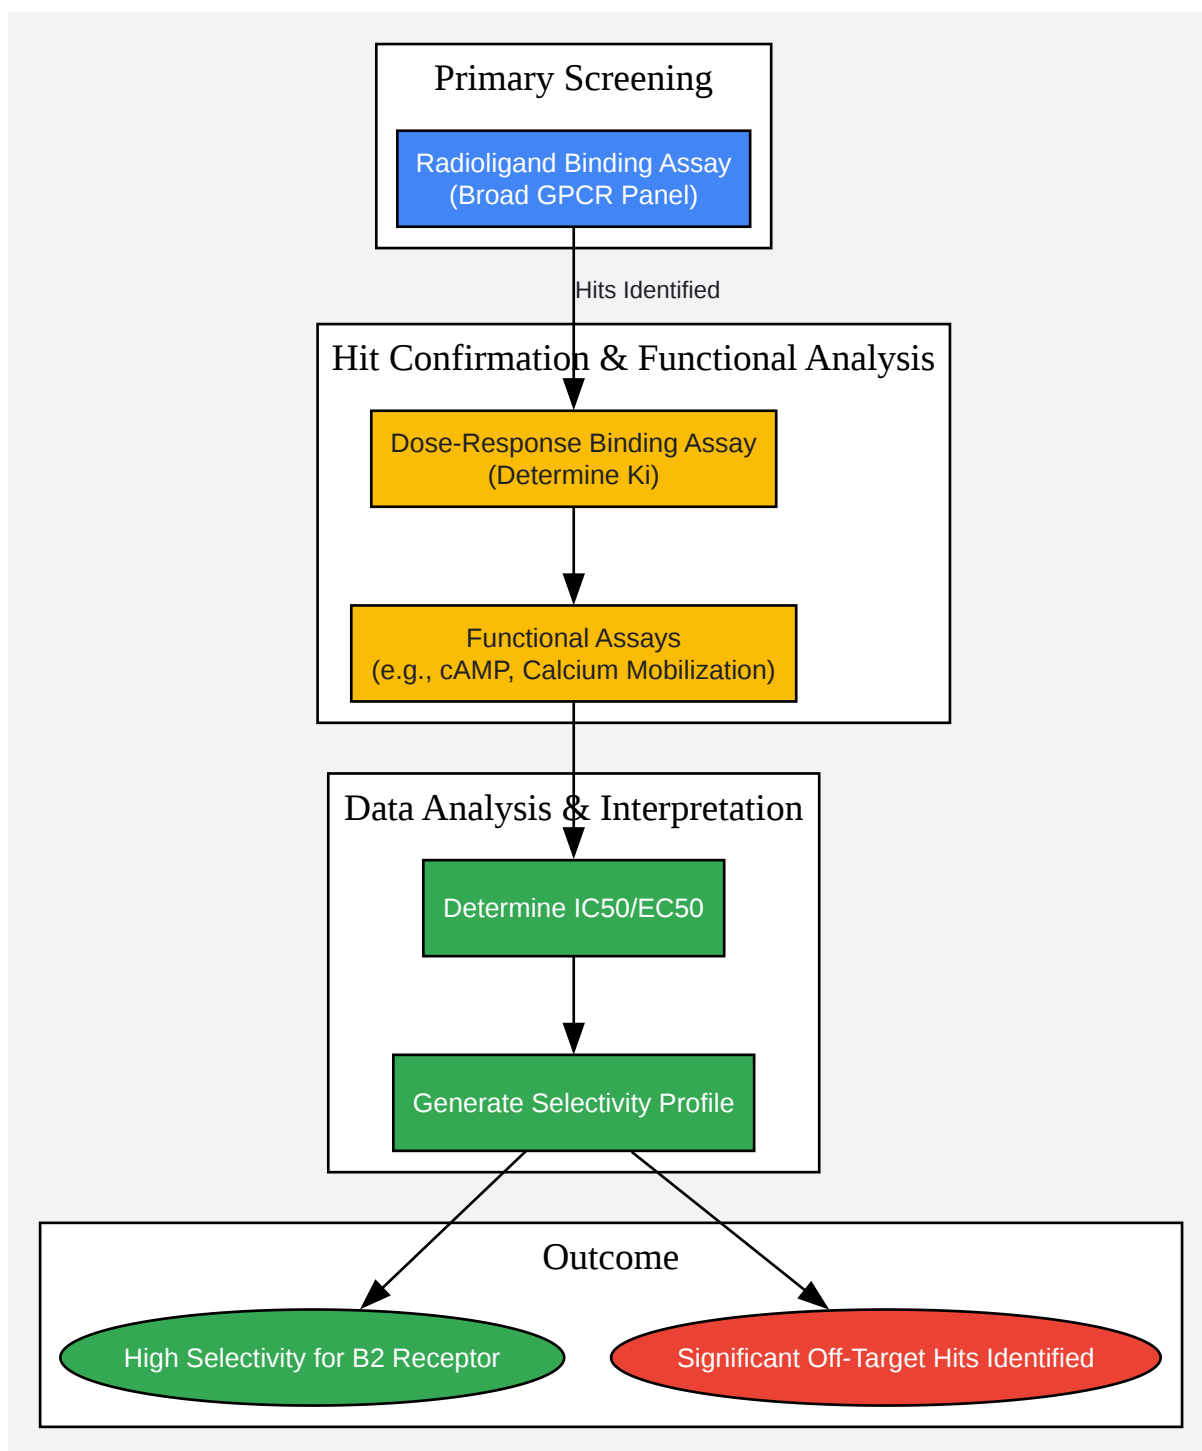 Primary Screening
Radioligand Binding Assay
(Broad GPCR Panel)
Hits Identified
Hit Confirmation & Functional Analysis
Dose-Response Binding Assay
(Determine Ki)
Functional Assays
(e.g., cAMP, Calcium Mobilization)
Data Analysis & Interpretation
Determine IC50/EC50
Generate Selectivity Profile
Outcome
High Selectivity for B2 Receptor
Significant Off-Target Hits Identified